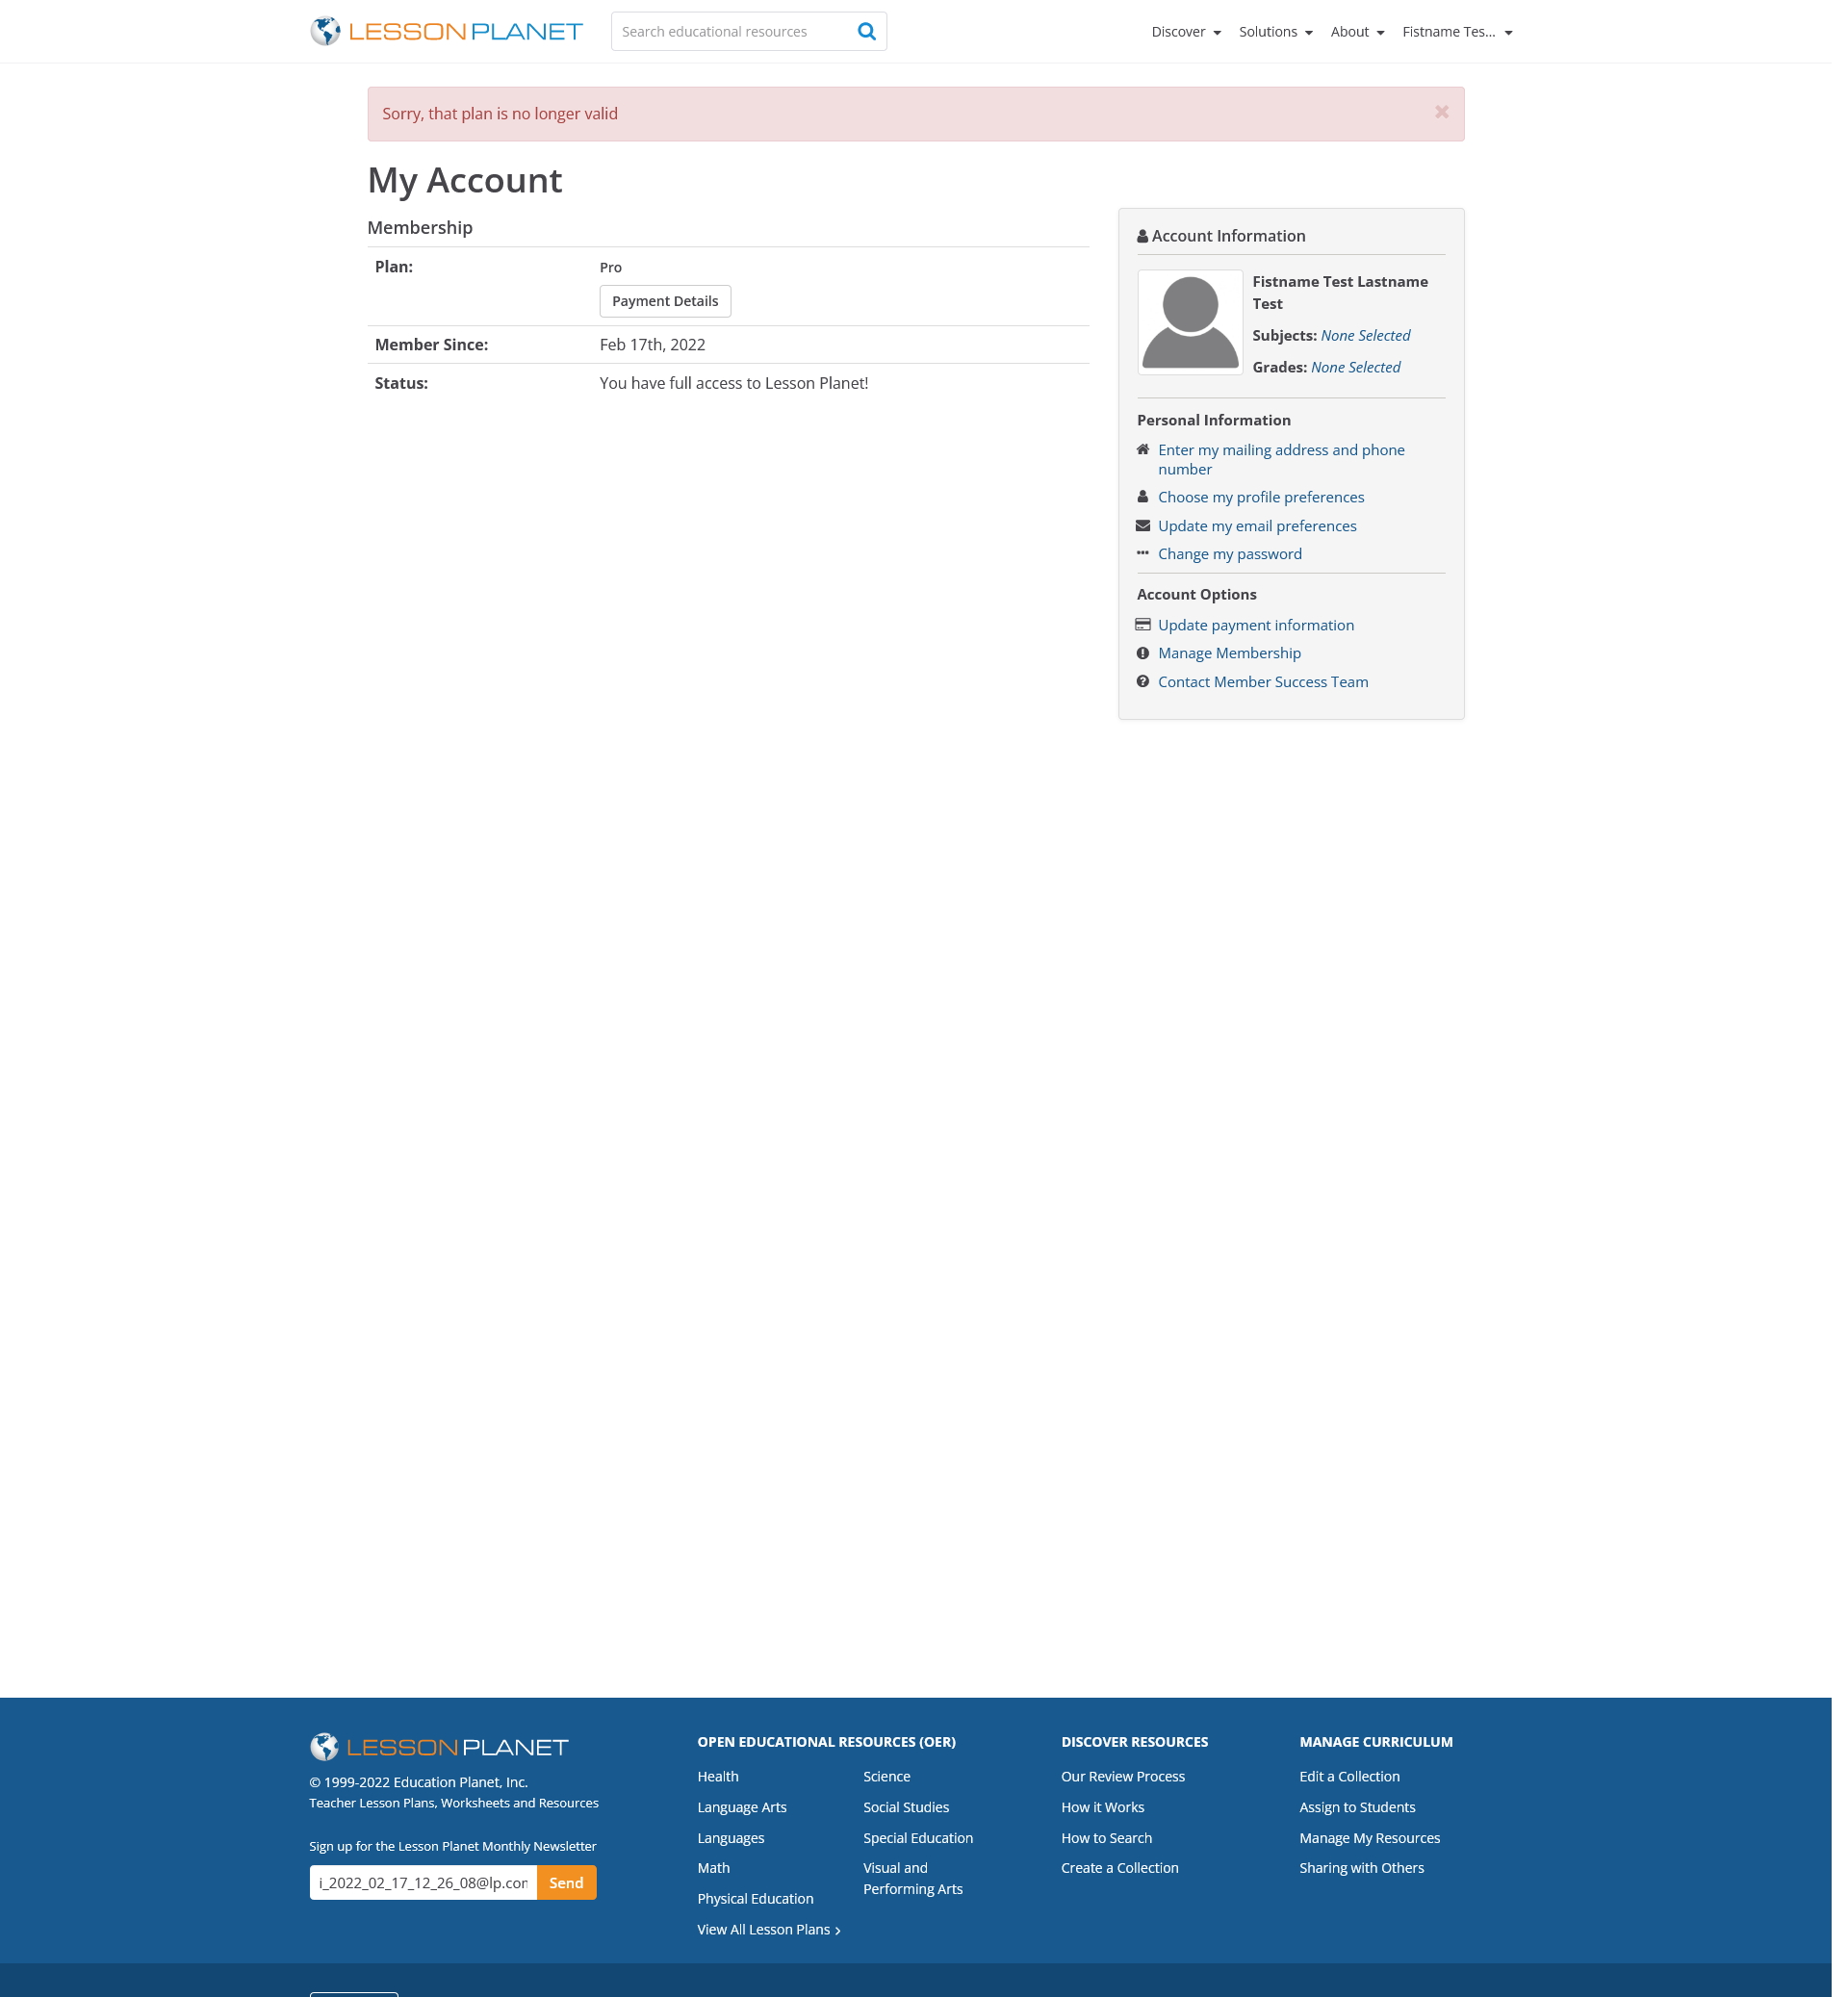 LESSON PLANET
Search educational resources
Discover
Solutions
About
Fistname Tes...
Sorry, that plan is no longer valid
My Account
Membership
Plan:
Pro
Payment Details
Member Since:
Feb 17th, 2022
Status:
You have full access to Lesson Planet!
Account Information
Fistname Test Lastname
Test
Subjects: None Selected
Grades: None Selected
Personal Information
Enter my mailing address and phone
number
Choose my profile preferences
Update my email preferences
Change my password
Account Options
Update payment information
Manage Membership
Contact Member Success Team
LESSON PLANET
© 1999-2022 Education Planet, Inc.
Teacher Lesson Plans, Worksheets and Resources
Sign up for the Lesson Planet Monthly Newsletter
i_2022_02_17_12_26_08@lp.com
Send
OPEN EDUCATIONAL RESOURCES (OER)
Health
Language Arts
Languages
Math
Physical Education
View All Lesson Plans
Science
Social Studies
Special Education
Visual and
Performing Arts
DISCOVER RESOURCES
Our Review Process
How it Works
How to Search
Create a Collection
MANAGE CURRICULUM
Edit a Collection
Assign to Students
Manage My Resources
Sharing with Others